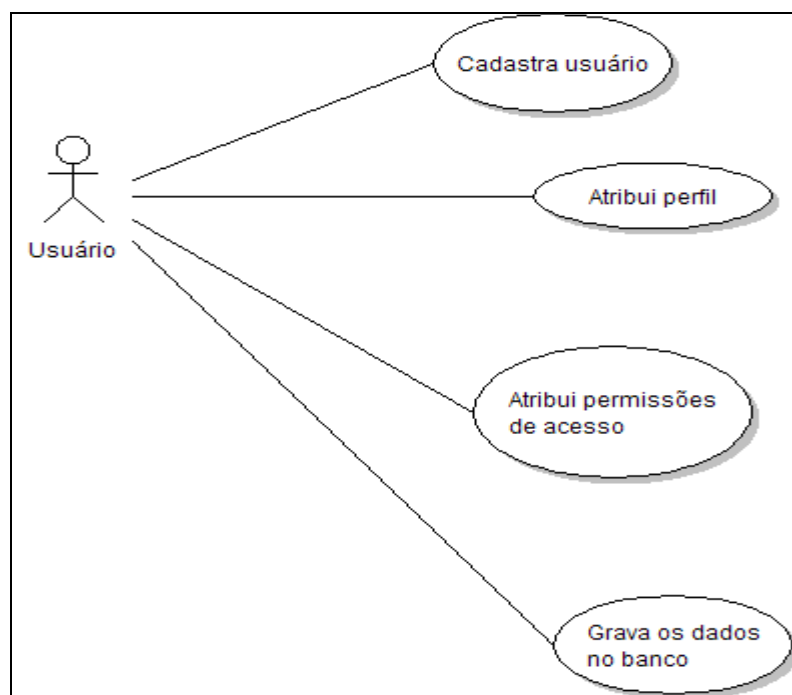 Cadastra usuário
Atribui perfil
Usuário
Atribui permissões
de acesso
Grava os dados
no banco